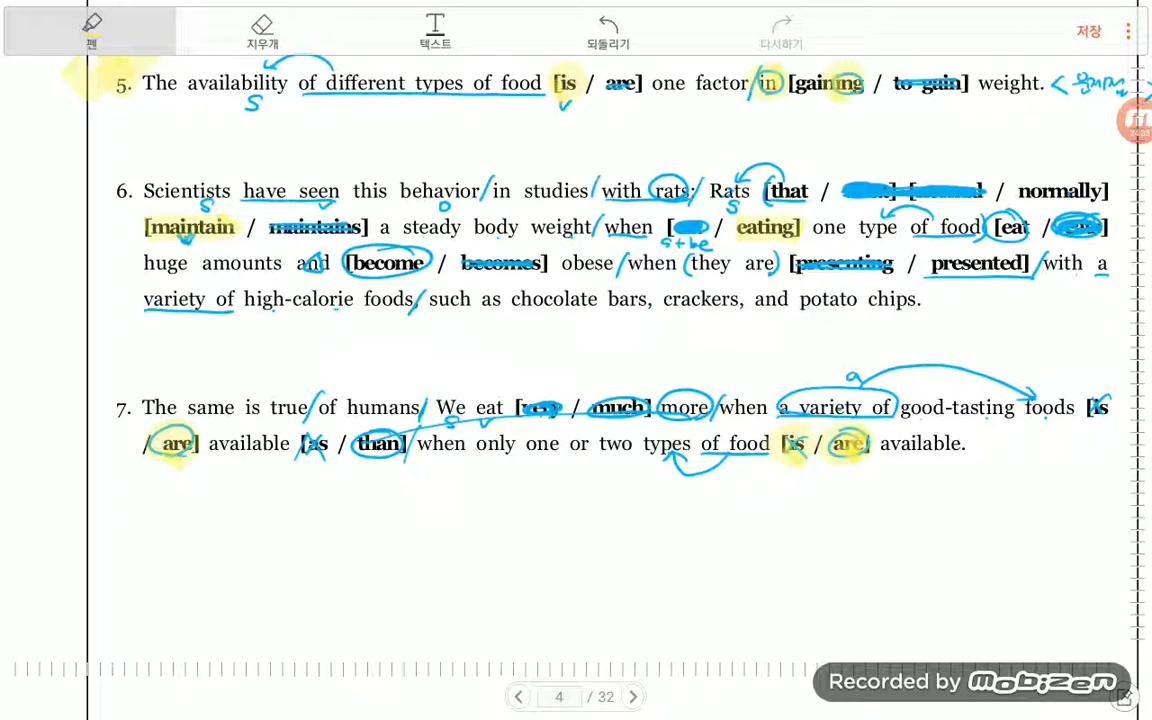 펜 지우개 텍스트 되돌리기 다시하기 저장
5. The availability of different types of food [is / are] one factor in [gaining / to gain] weight.
S
6. Scientists have seen this behavior in studies with rats: Rats [that / / normally]
S O S
[maintain / maintains] a steady body weight when [ / eating] one type of food [eat / ]
s+be
huge amounts and [become / becomes] obese when (they are) [presenting / presented] with a
variety of high-calorie foods, such as chocolate bars, crackers, and potato chips.
a
7. The same is true of humans. We eat [very / much] more when a variety of good-tasting foods [is
S
/ are] available [as / than] when only one or two types of food [is / are] available.
Recorded by Mobizen
4 / 32